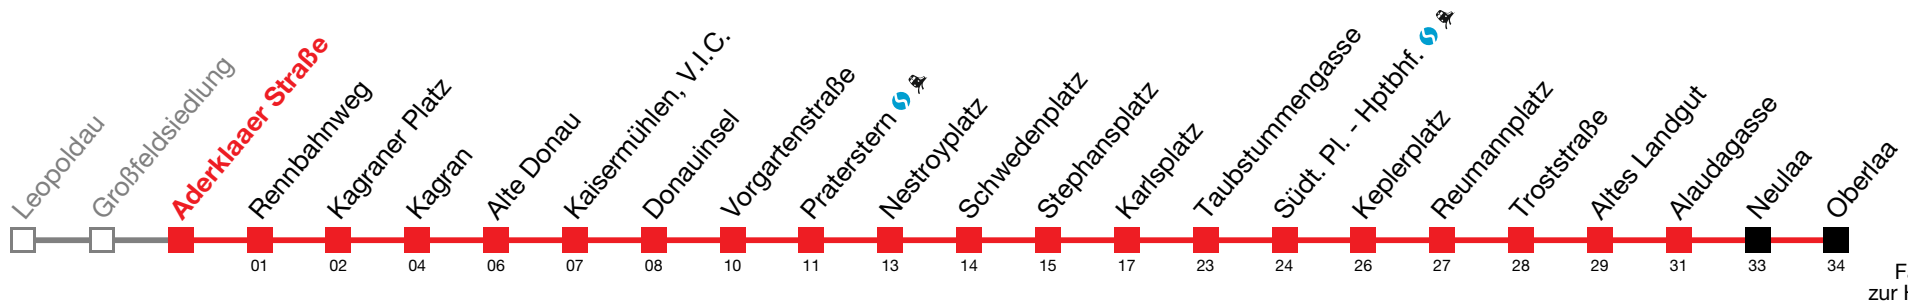 Leopoldau
Großfeldsiedlung
Aderklaaer Straße
Rennbahnweg
Kagraner Platz
Kagran
Alte Donau
Kaisermühlen, V.I.C.
Donauinsel
Vorgartenstraße
Praterstern
Nestroyplatz
Schwedenplatz
Stephansplatz
Karlsplatz
Taubstummengasse
Südt. Pl. - Hptbhf.
Keplerplatz
Reumannplatz
Troststraße
Altes Landgut
Alaudagasse
Neulaa
Oberlaa
01 02 04 06 07 08 10 11 13 14 15 17 23 24 26 27 28 29 31 33 34
zur